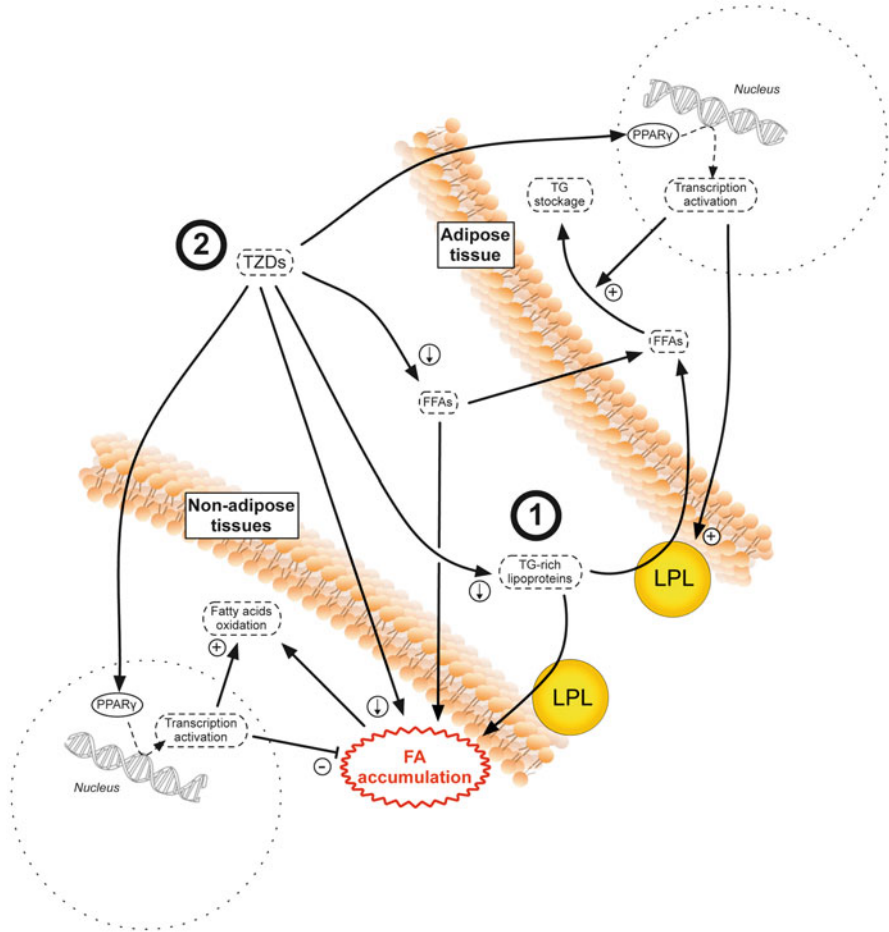 Nucleus
PPARγ
TG
stockage
Transcription
activation
Adipose
tissue
2
TZDs
+
↓
FFAs
FFAs
Non-adipose
tissues
1
+
TG-rich
lipoproteins
↓
LPL
Fatty acids
oxidation
+
LPL
PPARγ
↓
Transcription
activation
FA
accumulation
−
Nucleus